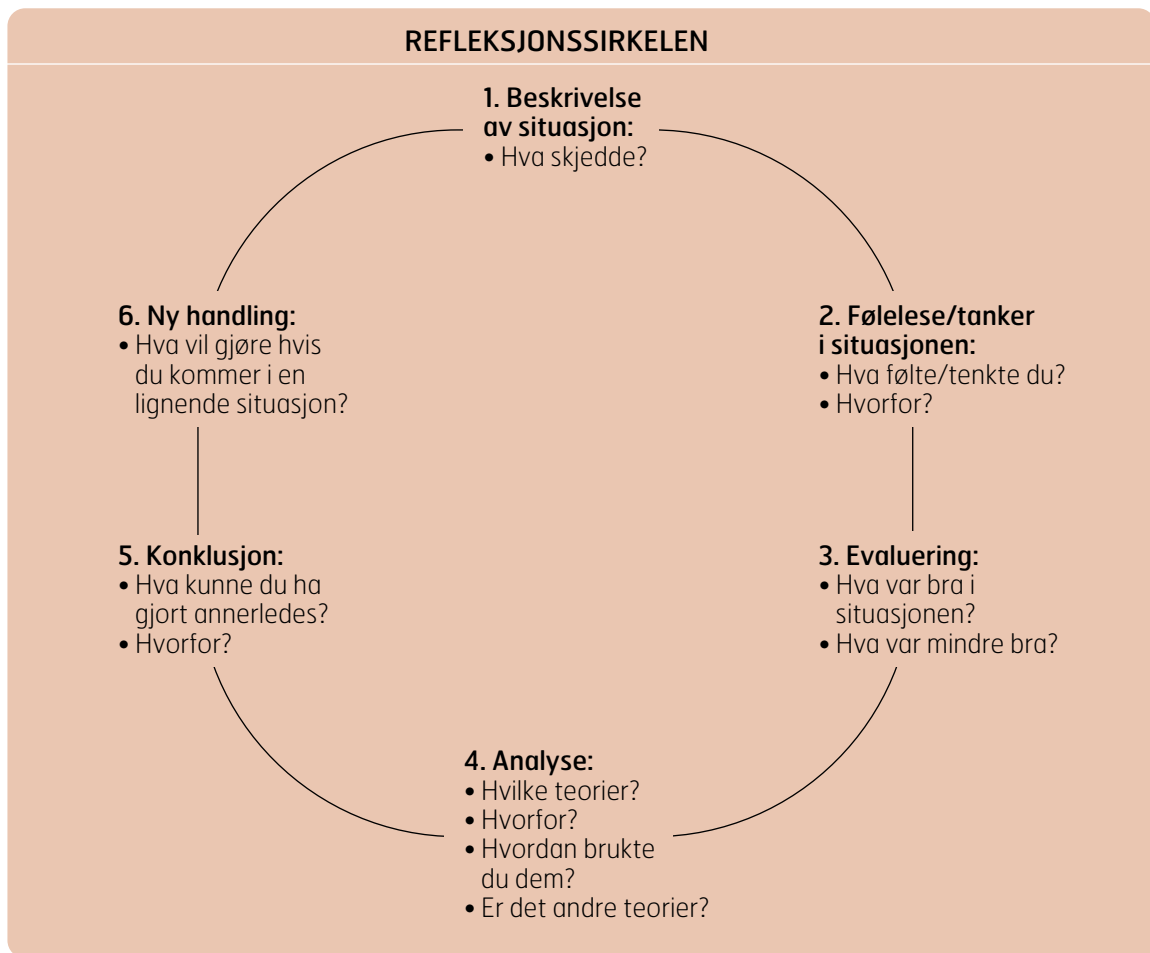 REFLEKSJONSSIRKELEN
1. Beskrivelse
av situasjon:
• Hva skjedde?
2. Følelese/tanker
i situasjonen:
• Hva følte/tenkte du?
• Hvorfor?
3. Evaluering:
• Hva var bra i
situasjonen?
• Hva var mindre bra?
4. Analyse:
• Hvilke teorier?
• Hvorfor?
• Hvordan brukte
du dem?
• Er det andre teorier?
5. Konklusjon:
• Hva kunne du ha
gjort annerledes?
• Hvorfor?
6. Ny handling:
• Hva vil gjøre hvis
du kommer i en
lignende situasjon?